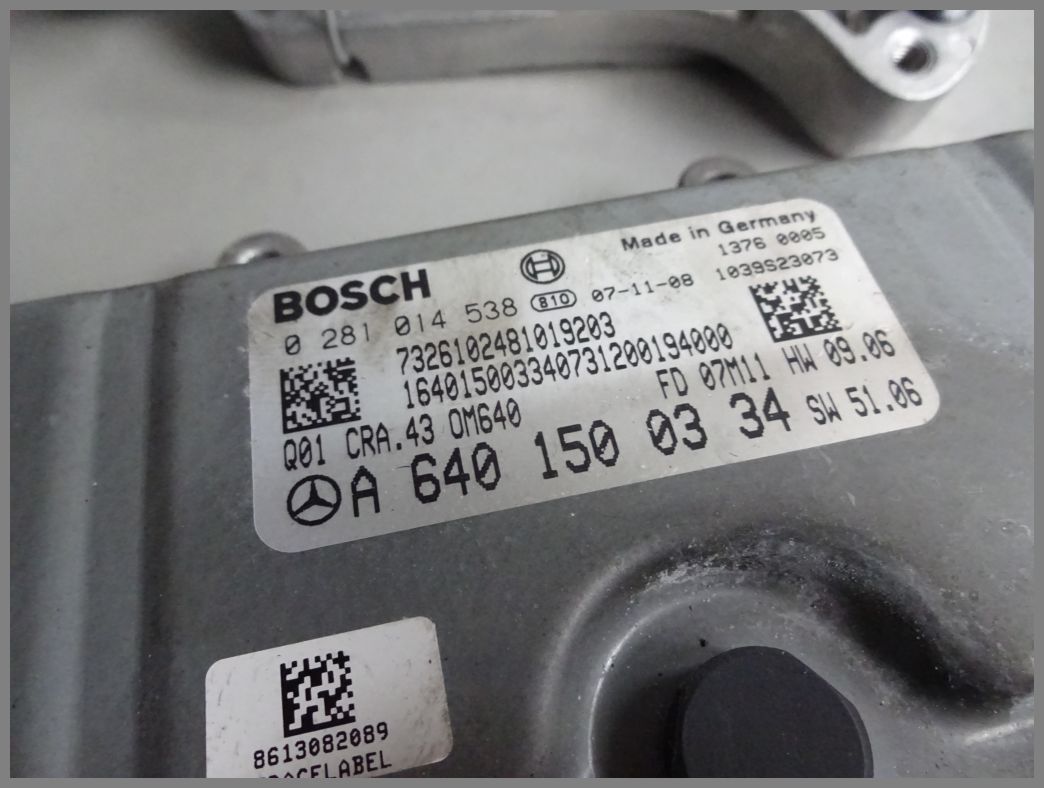 BOSCH
Made in Germany
1376 0005
0 281 014 538 810 07-11-08 1039S23073
7326102481019203
164015003340731200194000
Q01 CRA.43 OM640 FD 07M11 HW 09.06
A 640 150 03 34 SW 51.06
8613082089